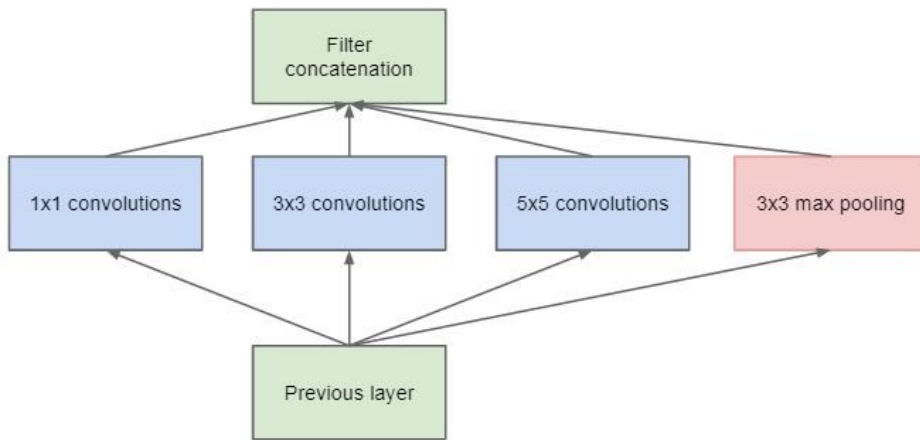 Filter
concatenation
1x1 convolutions
3x3 convolutions
5x5 convolutions
3x3 max pooling
Previous layer